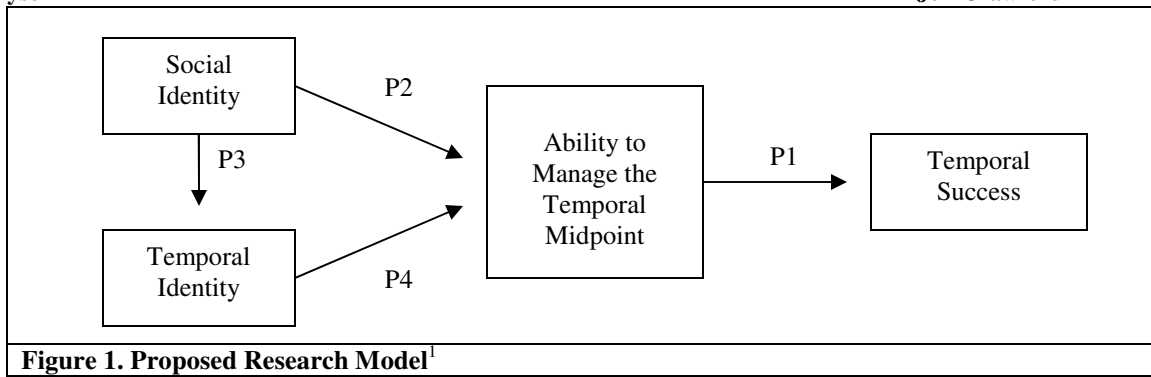 Social
Identity
P2
P3
Temporal
Identity
P4
Ability to
Manage the
Temporal
Midpoint
P1
Temporal
Success
Figure 1. Proposed Research Model1